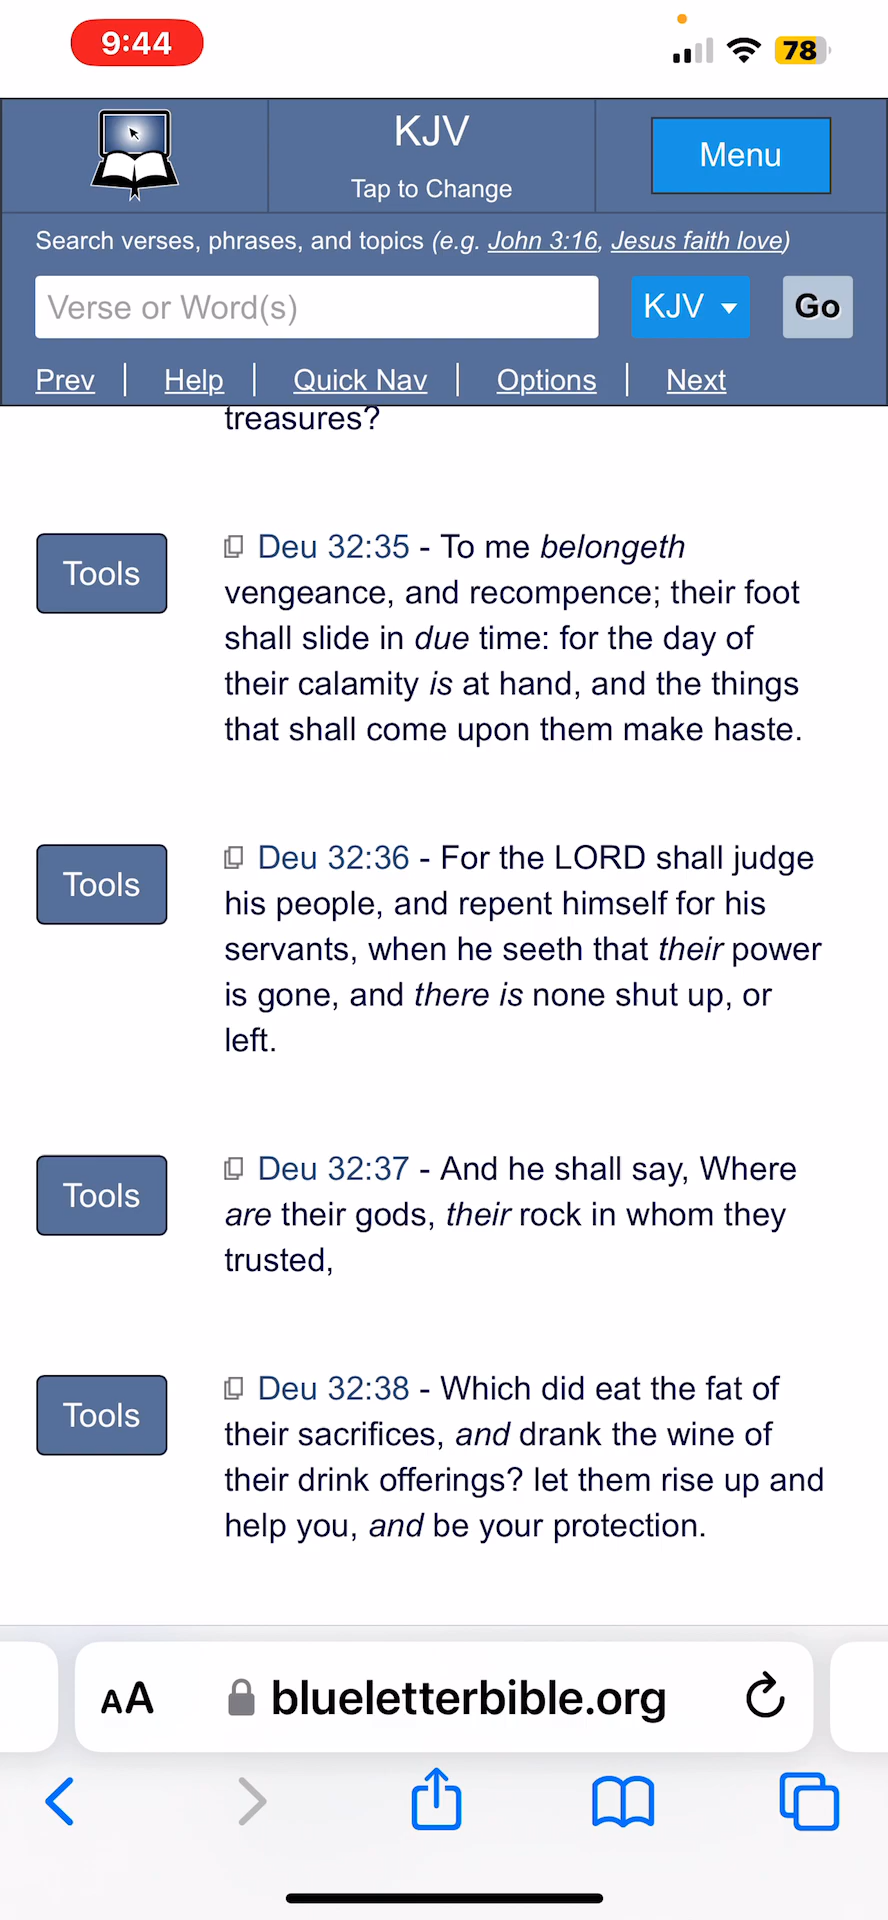 9:44
78
KJV
Tap to Change
Menu
Search verses, phrases, and topics (e.g. John 3:16, Jesus faith love)
Verse or Word(s)
KJV
Go
Prev | Help | Quick Nav | Options | Next
treasures?
Tools
Deu 32:35 - To me belongeth
vengeance, and recompence; their foot
shall slide in due time: for the day of
their calamity is at hand, and the things
that shall come upon them make haste.
Tools
Deu 32:36 - For the LORD shall judge
his people, and repent himself for his
servants, when he seeth that their power
is gone, and there is none shut up, or
left.
Tools
Deu 32:37 - And he shall say, Where
are their gods, their rock in whom they
trusted,
Tools
Deu 32:38 - Which did eat the fat of
their sacrifices, and drank the wine of
their drink offerings? let them rise up and
help you, and be your protection.
AA
blueletterbible.org